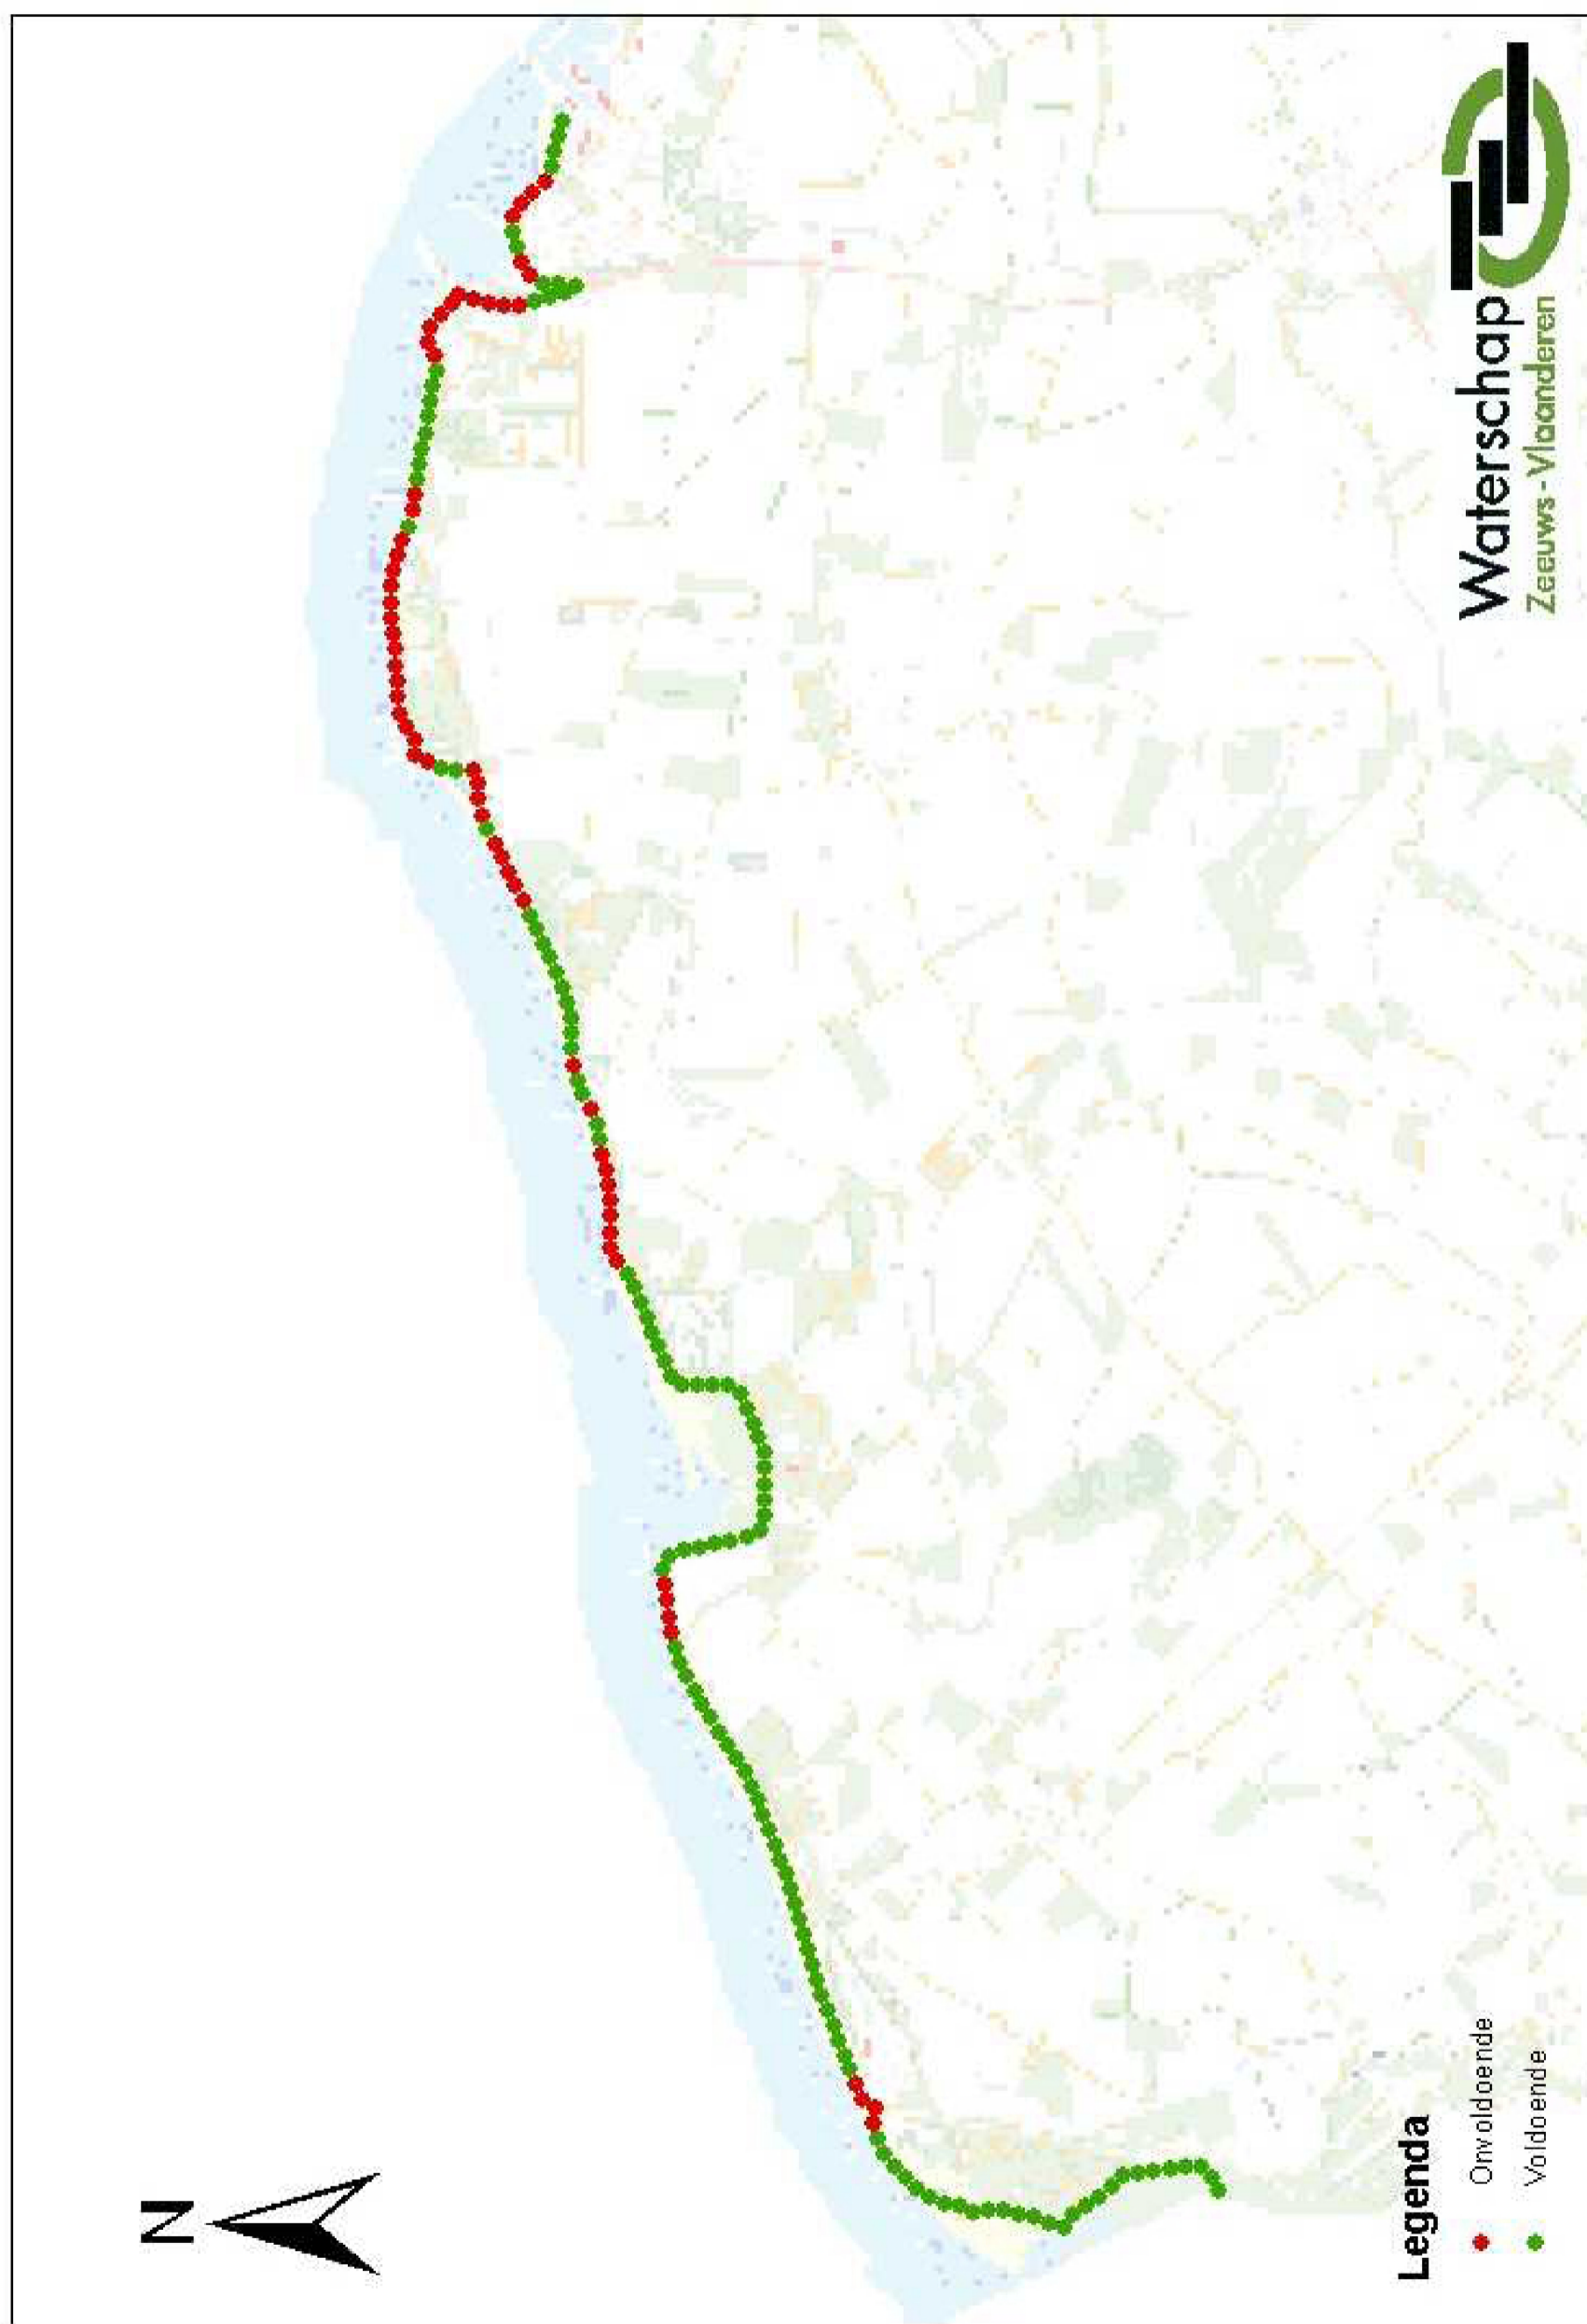 N
Legenda
Onvoldoende
Voldoende
Waterschap
Zeeuws - Vlaanderen